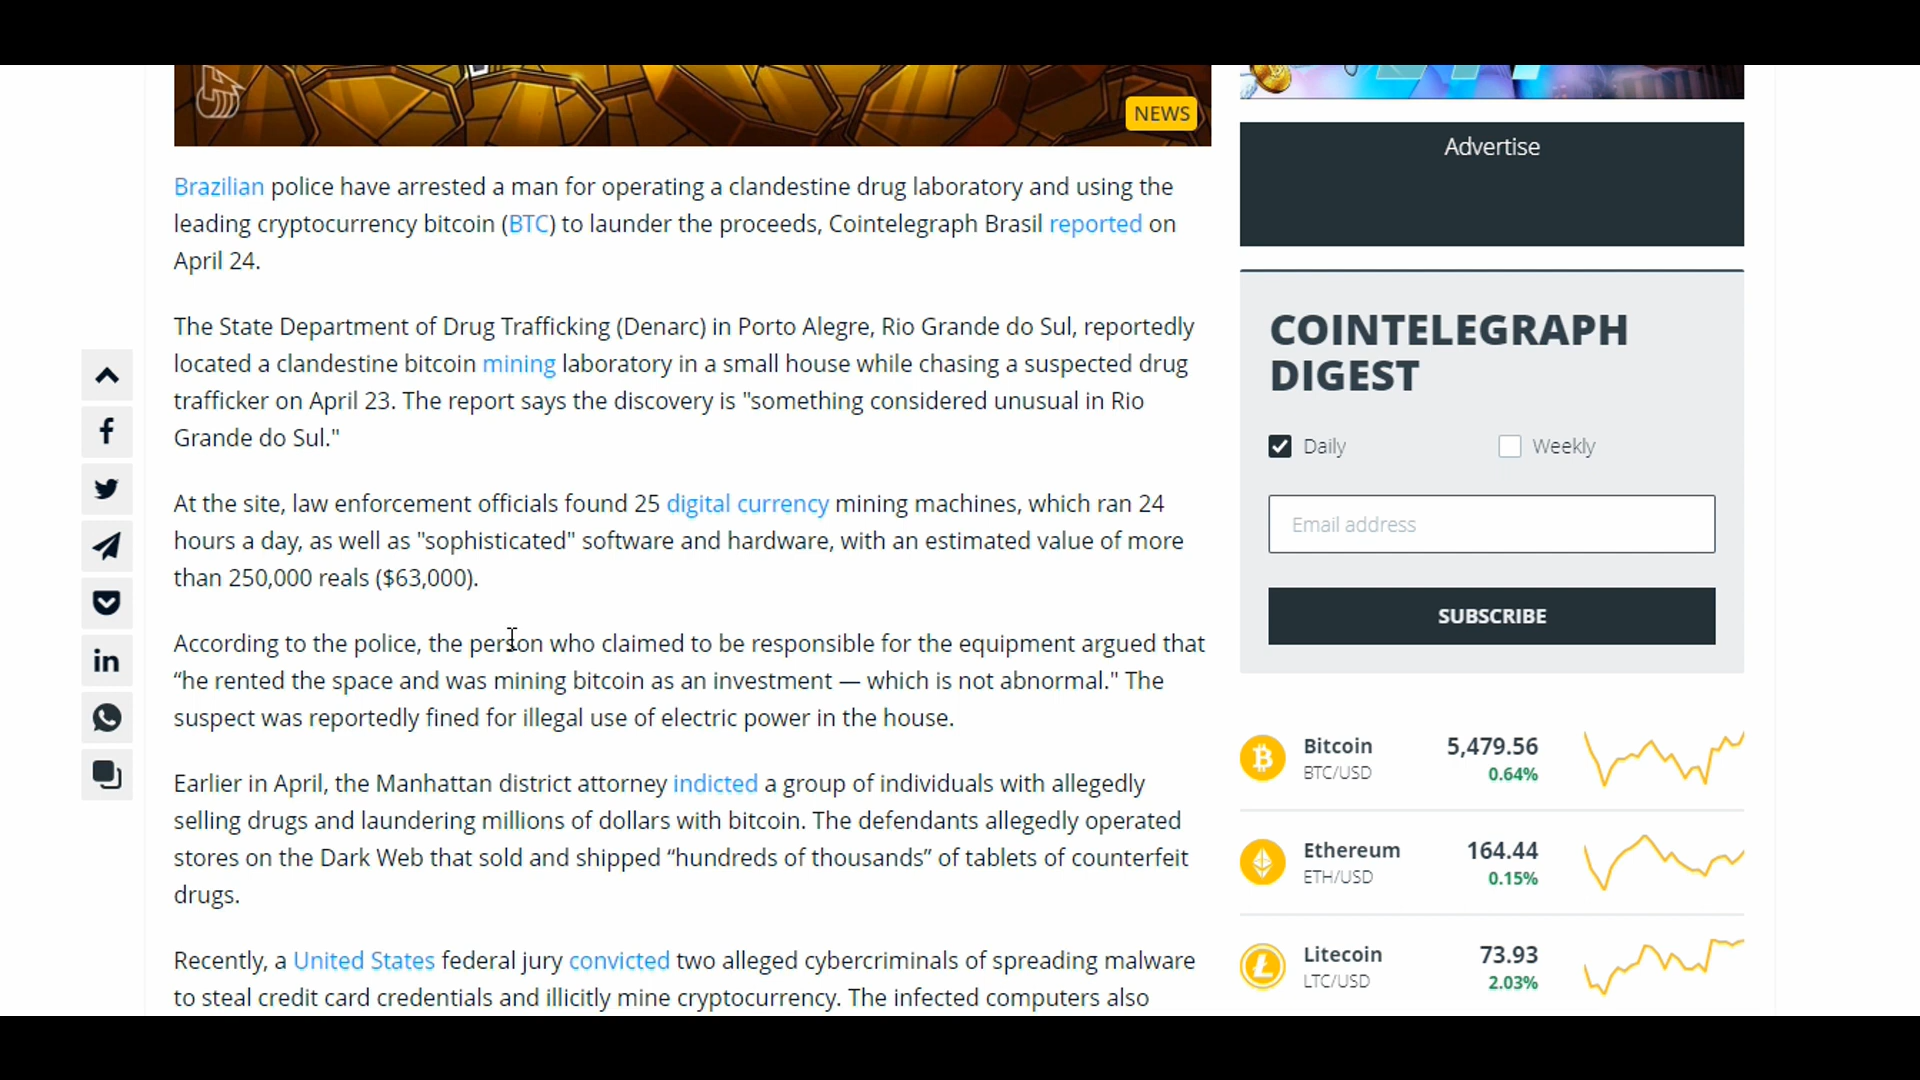 NEWS
Brazilian police have arrested a man for operating a clandestine drug laboratory and using the
leading cryptocurrency bitcoin (BTC) to launder the proceeds, Cointelegraph Brasil reported on
April 24.
The State Department of Drug Trafficking (Denarc) in Porto Alegre, Rio Grande do Sul, reportedly
located a clandestine bitcoin mining laboratory in a small house while chasing a suspected drug
trafficker on April 23. The report says the discovery is "something considered unusual in Rio
Grande do Sul."
At the site, law enforcement officials found 25 digital currency mining machines, which ran 24
hours a day, as well as "sophisticated" software and hardware, with an estimated value of more
than 250,000 reals ($63,000).
According to the police, the person who claimed to be responsible for the equipment argued that
“he rented the space and was mining bitcoin as an investment — which is not abnormal." The
suspect was reportedly fined for illegal use of electric power in the house.
Earlier in April, the Manhattan district attorney indicted a group of individuals with allegedly
selling drugs and laundering millions of dollars with bitcoin. The defendants allegedly operated
stores on the Dark Web that sold and shipped “hundreds of thousands” of tablets of counterfeit
drugs.
Recently, a United States federal jury convicted two alleged cybercriminals of spreading malware
to steal credit card credentials and illicitly mine cryptocurrency. The infected computers also
Advertise
COINTELEGRAPH
DIGEST
Daily Weekly
Email address
SUBSCRIBE
Bitcoin 5,479.56
BTC/USD 0.64%
Ethereum 164.44
ETH/USD 0.15%
Litecoin 73.93
LTC/USD 2.03%